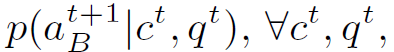 p(a_B^{t+1}|c^t, q^t), ∀c^t, q^t,